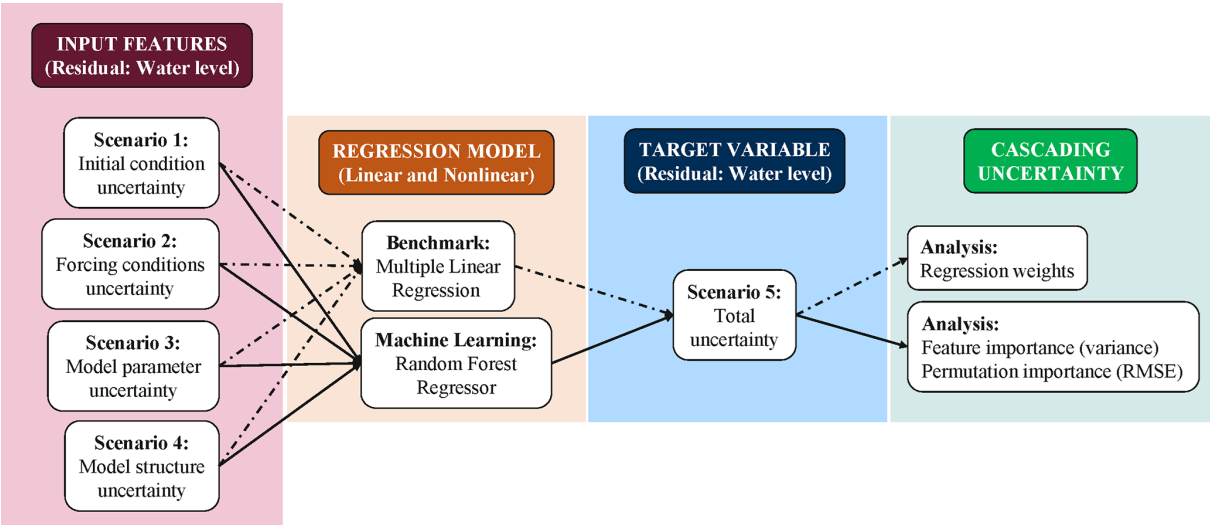 INPUT FEATURES
(Residual: Water level)
Scenario 1:
Initial condition
uncertainty
Scenario 2:
Forcing conditions
uncertainty
Scenario 3:
Model parameter
uncertainty
Scenario 4:
Model structure
uncertainty
REGRESSION MODEL
(Linear and Nonlinear)
Benchmark:
Multiple Linear
Regression
Machine Learning:
Random Forest
Regressor
TARGET VARIABLE
(Residual: Water level)
Scenario 5:
Total
uncertainty
CASCADING
UNCERTAINTY
Analysis:
Regression weights
Analysis:
Feature importance (variance)
Permutation importance (RMSE)